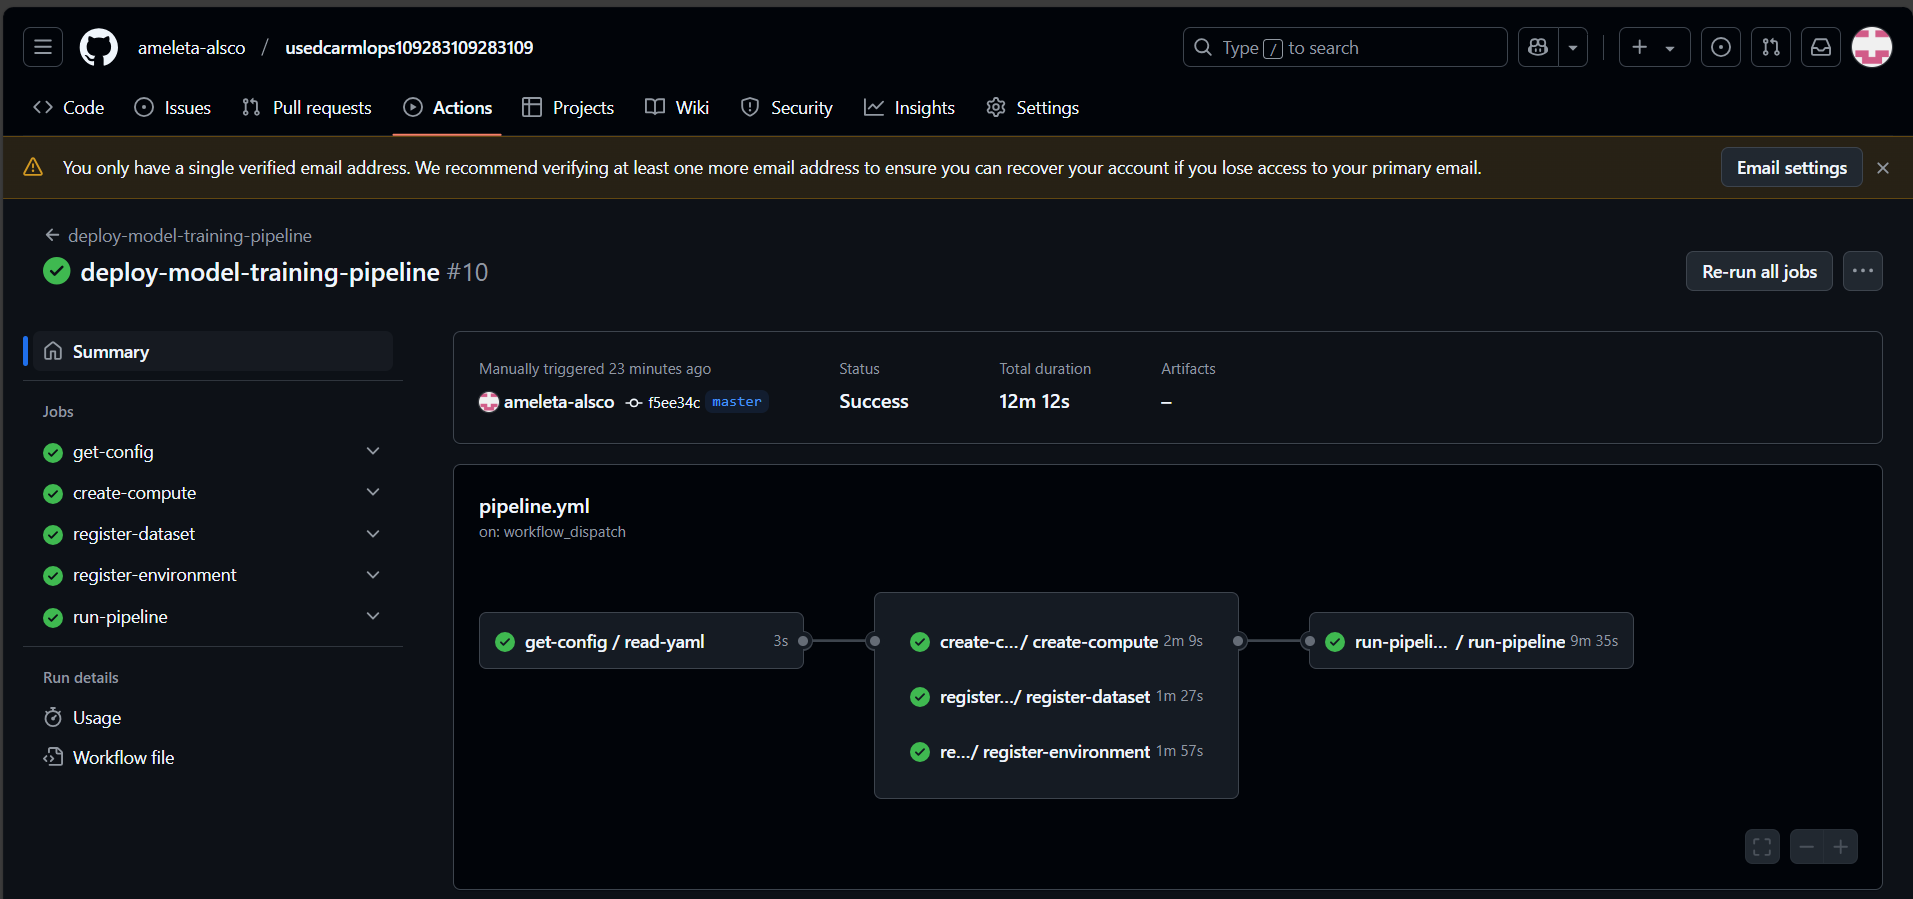 ameleta-alsco / usedcarmlops109283109283109
Type / to search
Code Issues Pull requests Actions Projects Wiki Security Insights Settings
You only have a single verified email address. We recommend verifying at least one more email address to ensure you can recover your account if you lose access to your primary email.
Email settings
deploy-model-training-pipeline
deploy-model-training-pipeline #10
Re-run all jobs
Summary
Jobs
get-config
create-compute
register-dataset
register-environment
run-pipeline
Run details
Usage
Workflow file
Manually triggered 23 minutes ago
ameleta-alsco f5ee34c master
Status
Success
Total duration
12m 12s
Artifacts
–
pipeline.yml
on: workflow_dispatch
get-config / read-yaml 3s
create-c.../ create-compute 2m 9s
register.../ register-dataset 1m 27s
re.../ register-environment 1m 57s
run-pipeli... / run-pipeline 9m 35s